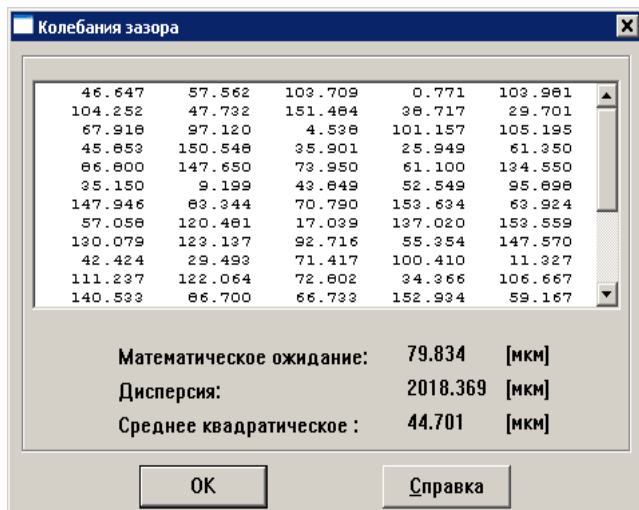 Колебания зазора
46.647 57.562 103.709 0.771 103.981
104.252 47.732 151.484 38.717 29.701
67.918 97.120 4.538 101.157 105.195
45.853 150.548 35.901 25.949 61.350
86.800 147.650 73.950 61.100 134.550
35.150 9.199 43.849 52.549 95.898
147.946 83.344 70.790 153.634 63.924
57.058 120.481 17.039 137.020 153.559
130.079 123.137 92.716 55.354 147.570
42.424 29.493 71.417 100.410 11.327
111.237 122.064 72.802 34.366 106.667
140.533 86.700 66.733 152.934 59.167
Математическое ожидание: 79.834 [мкм]
Дисперсия: 2018.369 [мкм]
Среднее квадратическое : 44.701 [мкм]
OK Справка